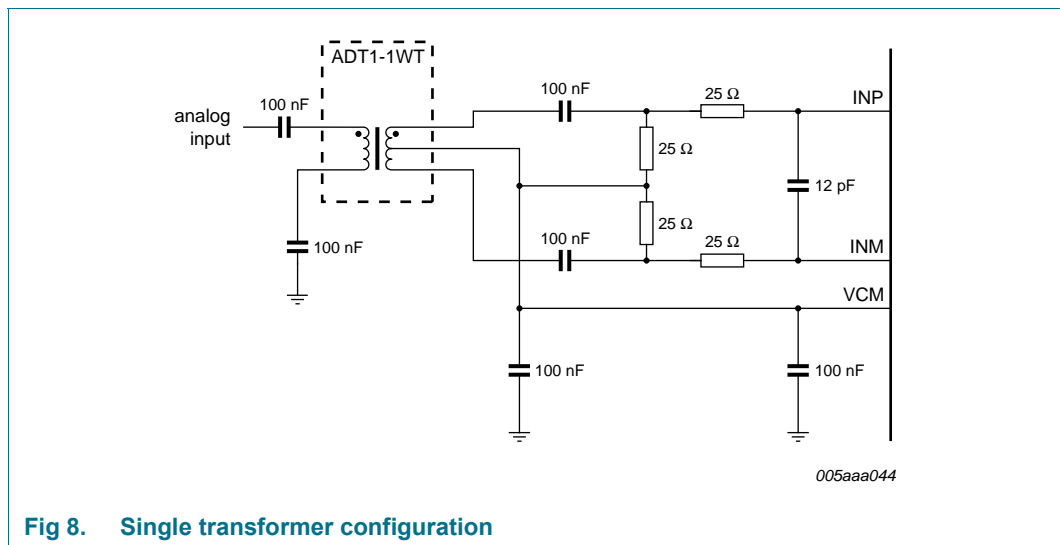 ADT1-1WT
100 nF
analog
input
100 nF
100 nF
25 Ω
INP
25 Ω
12 pF
25 Ω
100 nF
25 Ω
INM
VCM
100 nF
100 nF
005aaa044
Fig 8. Single transformer configuration